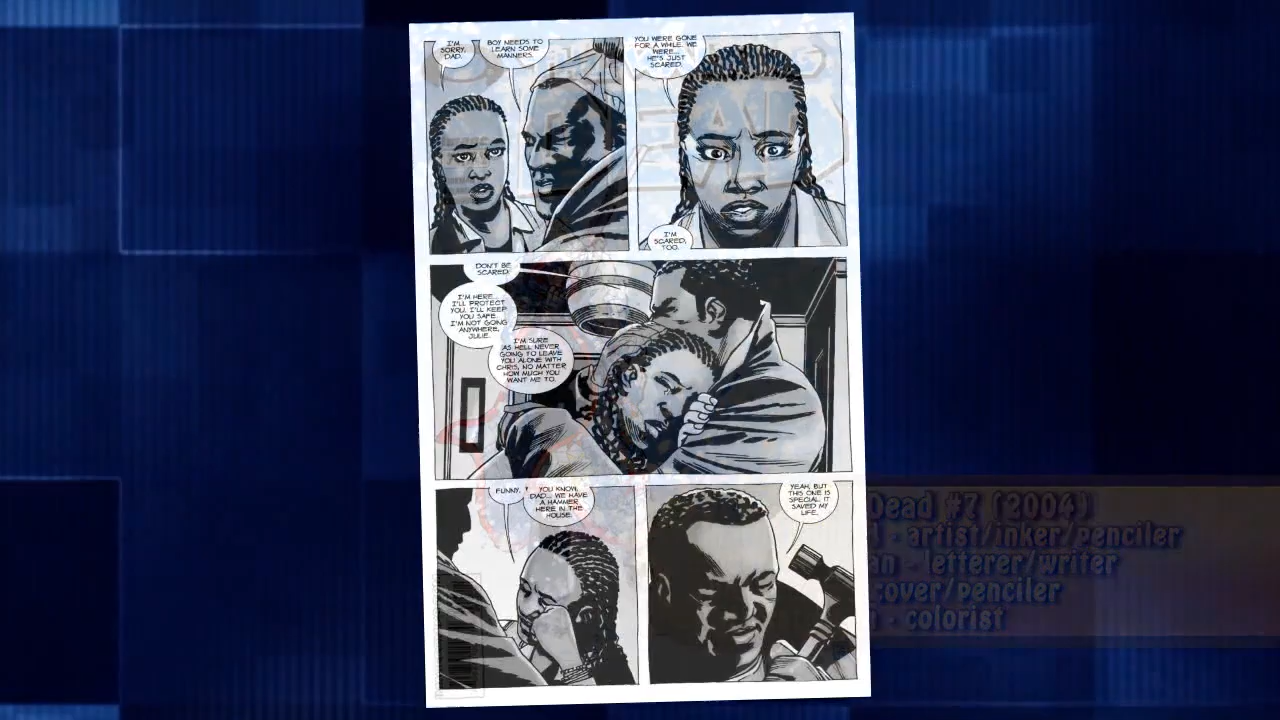 I'M
SORRY,
DAD.
BOY NEEDS TO
LEARN SOME
MANNERS.
YOU WERE GONE
FOR A WHILE. WE
WERE...
HE'S JUST
SCARED.
I'M
SCARED,
TOO.
DON'T BE
SCARED.
I'M HERE...
I'LL PROTECT
YOU. I'LL KEEP
YOU SAFE.
I'M NOT GOING
ANYWHERE,
JULIE.
I'M SURE
AS HELL NEVER
GOING TO LEAVE
YOU ALONE WITH
CHRIS, NO MATTER
HOW MUCH YOU
WANT ME TO.
FUNNY.
YOU KNOW,
DAD... WE HAVE
A HAMMER
HERE IN THE
HOUSE.
YEAH, BUT
THIS ONE IS
SPECIAL. IT
SAVED MY
LIFE.
Dead #7 (2004)
- artist/inker/penciler
an - letterer/writer
cover/penciler
- colorist